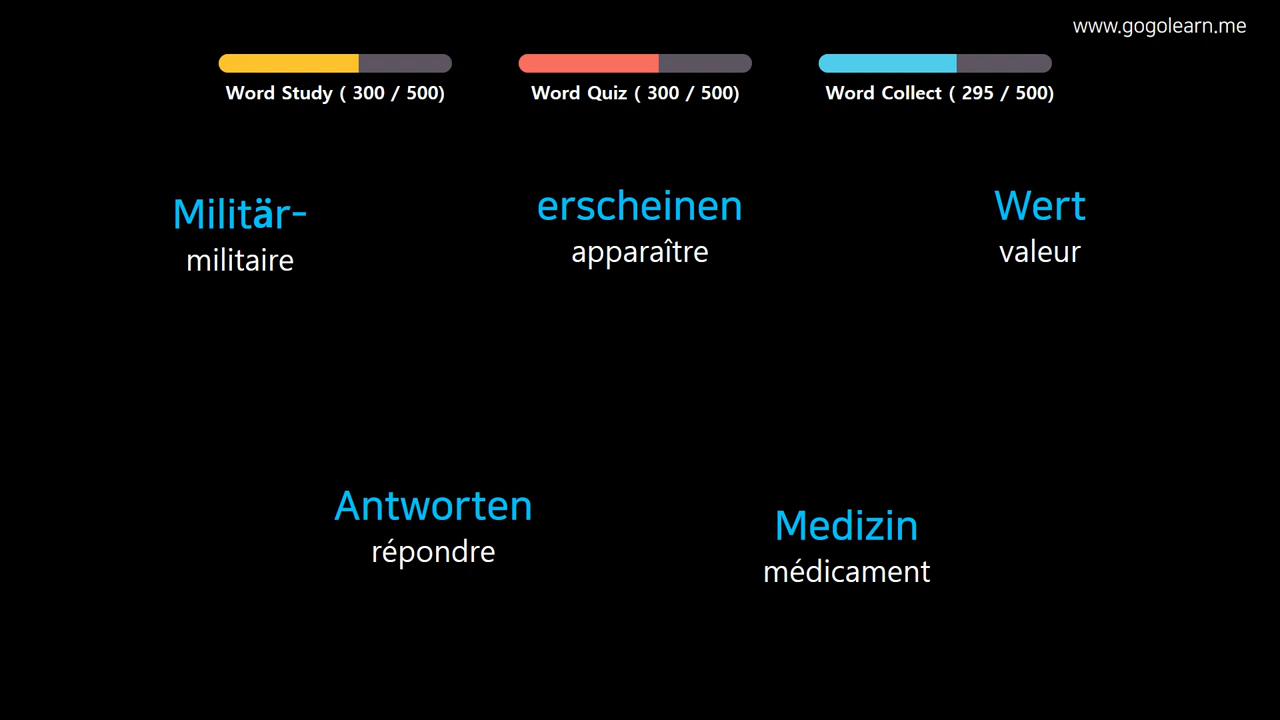 www.gogolearn.me
Word Study ( 300 / 500)
Word Quiz ( 300 / 500)
Word Collect ( 295 / 500)
Militär-
militaire
erscheinen
apparaître
Wert
valeur
Antworten
répondre
Medizin
médicament